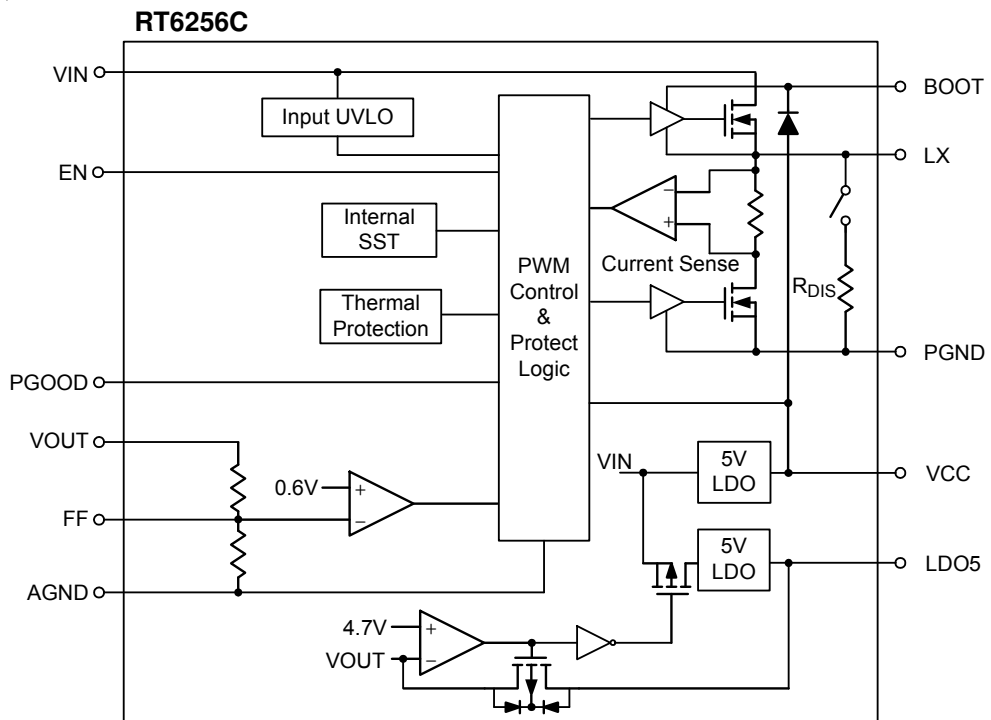 RT6256C
VIN
BOOT
Input UVLO
LX
EN
Internal
SST
Current Sense
PWM
Control
&
Protect
Logic
RDIS
Thermal
Protection
PGND
PGOOD
VOUT
VIN
5V
LDO
VCC
0.6V
+
−
FF
5V
LDO
LDO5
AGND
4.7V
+
VOUT
−
−
+